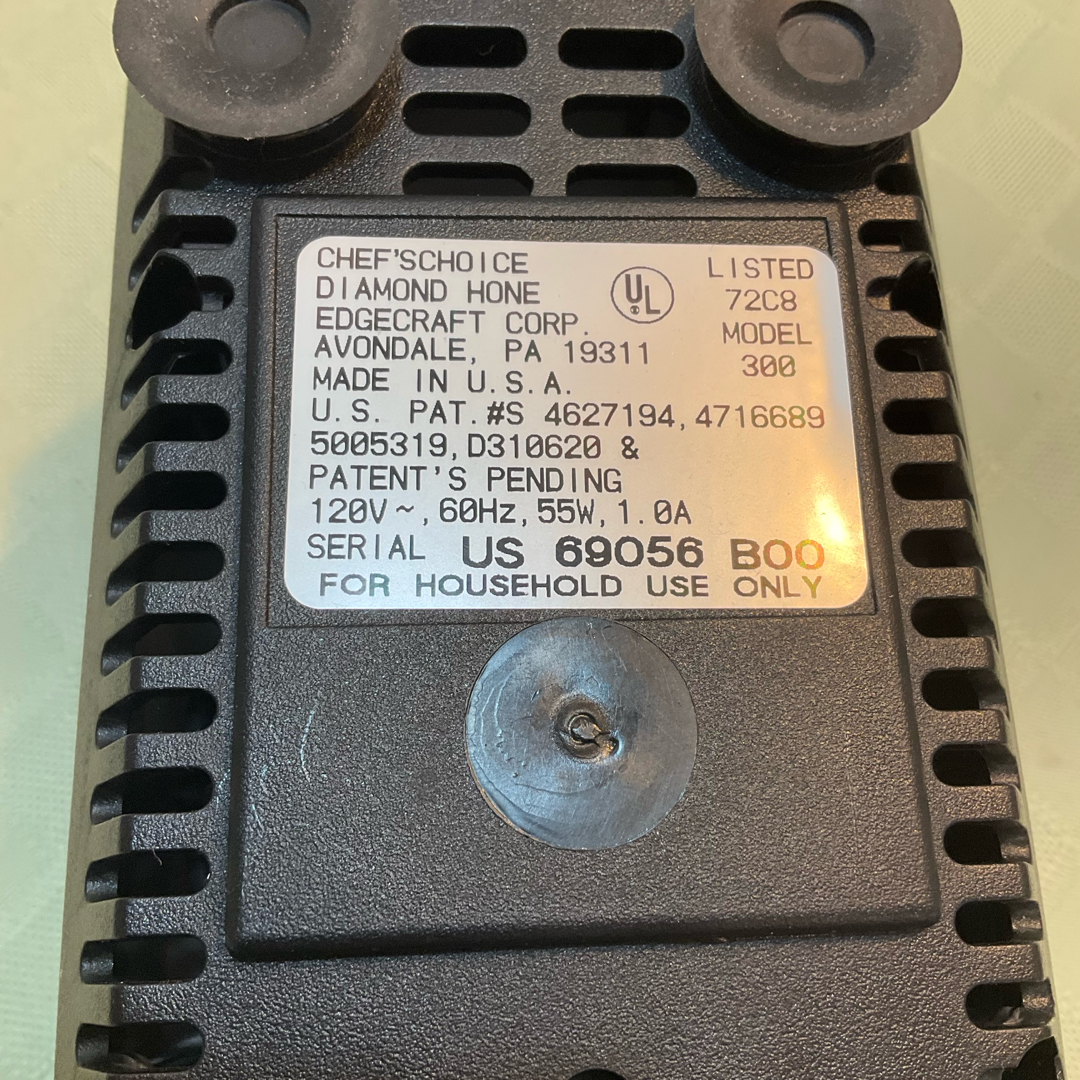 CHEF'SCHOICE
DIAMOND HONE
EDGECRAFT CORP.
AVONDALE, PA 19311
MADE IN U.S.A.
UL
LISTED
72C8
MODEL
300
U.S. PAT.#S 4627194,4716689
5005319,D310620 &
PATENT'S PENDING
120V~,60Hz,55W,1.0A
SERIAL US 69056 B00
FOR HOUSEHOLD USE ONLY